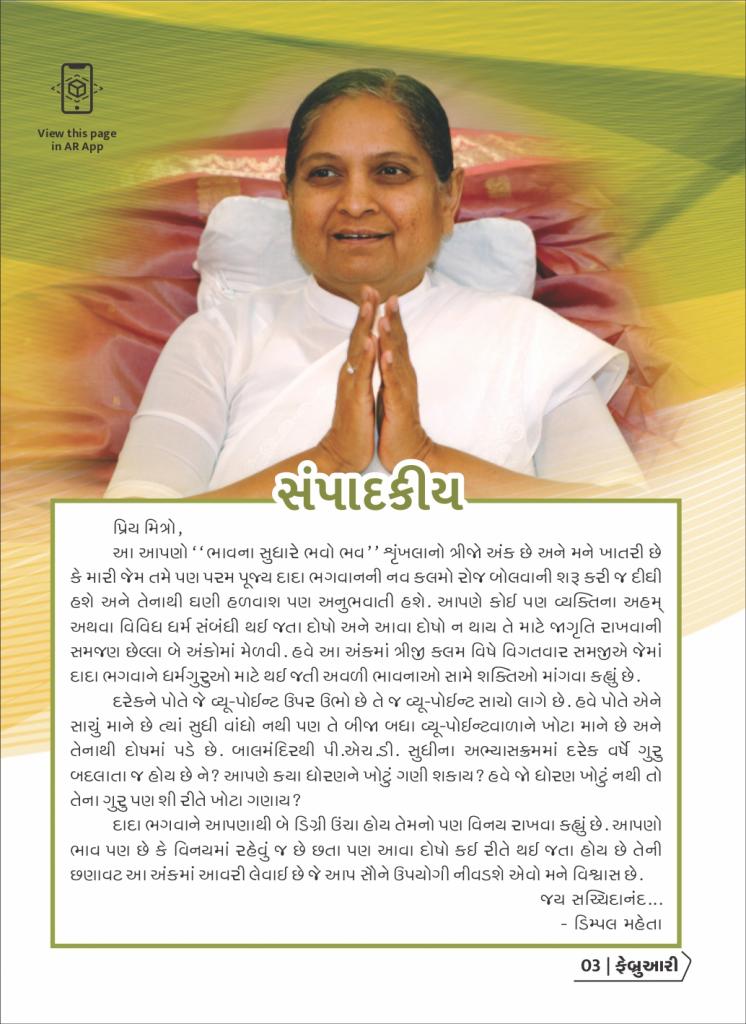 View this page
in AR App
સંપાદકીય
પ્રિય મિત્રો,
આ આપણો ‘‘ભાવના સુધારે ભવો ભવ’’ શૃંખલાનો ત્રીજો અંક છે અને મને ખાતરી છે
કે મારી જેમ તમે પણ પરમ પૂજ્ય દાદા ભગવાનની નવ કલમો રોજ બોલવાની શરૂ કરી જ દીધી
હશે અને તેનાથી ઘણી હળવાશ પણ અનુભવાતી હશે. આપણે કોઈ પણ વ્યક્તિના અહમ્
અથવા વિવિધ ધર્મ સંબંધી થઈ જતા દોષો અને આવા દોષો ન થાય તે માટે જાગૃતિ રાખવાની
સમજણ છેલ્લા બે અંકોમાં મેળવી. હવે આ અંકમાં ત્રીજી કલમ વિષે વિગતવાર સમજીએ જેમાં
દાદા ભગવાને ધર્મગુરુઓ માટે થઈ જતી અવળી ભાવનાઓ સામે શક્તિઓ માંગવા કહ્યું છે.
દરેકને પોતે જે વ્યૂ-પોઈન્ટ ઉપર ઉભો છે તે જ વ્યૂ-પોઈન્ટ સાચો લાગે છે. હવે પોતે એને
સાચું માને છે ત્યાં સુધી વાંધો નથી પણ તે બીજા બધા વ્યૂ-પોઈન્ટવાળાને ખોટા માને છે અને
તેનાથી દોષમાં પડે છે. બાલમંદિરથી પી.એચ.ડી. સુધીના અભ્યાસક્રમમાં દરેક વર્ષે ગુરુ
બદલાતા જ હોય છે ને? આપણે કયા ધોરણને ખોટું ગણી શકાય? હવે જો ધોરણ ખોટું નથી તો
તેના ગુરુ પણ શી રીતે ખોટા ગણાય?
દાદા ભગવાને આપણાથી બે ડિગ્રી ઉંચા હોય તેમનો પણ વિનય રાખવા કહ્યું છે. આપણો
ભાવ પણ છે કે વિનયમાં રહેવું જ છે છતા પણ આવા દોષો કઈ રીતે થઈ જતા હોય છે તેની
છણાવટ આ અંકમાં આવરી લેવાઈ છે જે આપ સૌને ઉપયોગી નીવડશે એવો મને વિશ્વાસ છે.
જય સચ્ચિદાનંદ...
- ડિમ્પલ મહેતા
03 | ફેબ્રુઆરી